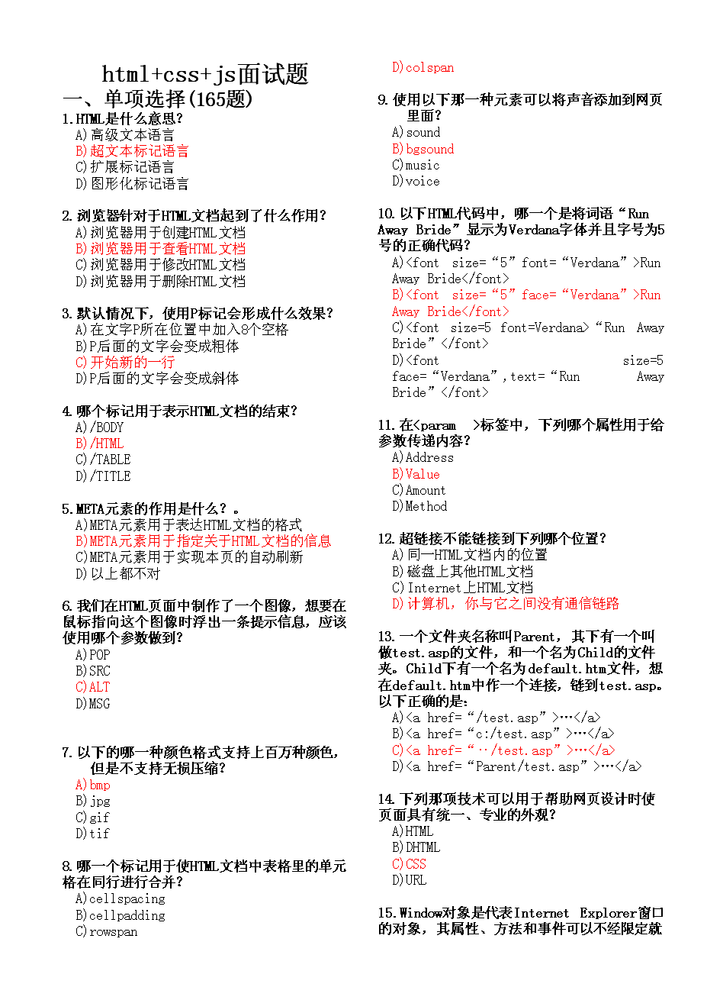 html+css+js面试题
一、单项选择(165题)
1.HTML是什么意思?
A)高级文本语言
B)超文本标记语言
C)扩展标记语言
D)图形化标记语言
2.浏览器针对于HTML文档起到了什么作用?
A)浏览器用于创建HTML文档
B)浏览器用于查看HTML文档
C)浏览器用于修改HTML文档
D)浏览器用于删除HTML文档
3.默认情况下，使用P标记会形成什么效果?
A)在文字P所在位置中加入8个空格
B)P后面的文字会变成粗体
C)开始新的一行
D)P后面的文字会变成斜体
4.哪个标记用于表示HTML文档的结束?
A)/BODY
B)/HTML
C)/TABLE
D)/TITLE
5.META元素的作用是什么?。
A)META元素用于表达HTML文档的格式
B)META元素用于指定关于HTML文档的信息
C)META元素用于实现本页的自动刷新
D)以上都不对
6.我们在HTML页面中制作了一个图像，想要在
鼠标指向这个图像时浮出一条提示信息，应该
使用哪个参数做到?
A)POP
B)SRC
C)ALT
D)MSG
7.以下的哪一种颜色格式支持上百万种颜色，
但是不支持无损压缩?
A)bmp
B)jpg
C)gif
D)tif
8.哪一个标记用于使HTML文档中表格里的单元
格在同行进行合并?
A)cellspacing
B)cellpadding
C)rowspan
D)colspan
9.使用以下那一种元素可以将声音添加到网页
里面?
A)sound
B)bgsound
C)music
D)voice
10.以下HTML代码中，哪一个是将词语“Run
Away Bride”显示为Verdana字体并且字号为5
号的正确代码?
A)<font size=“5”font=“Verdana”>Run
Away Bride</font>
B)<font size=“5”face=“Verdana”>Run
Away Bride</font>
C)<font size=5 font=Verdana>“Run Away
Bride”</font>
D)<font size=5
face=“Verdana”,text=“Run Away
Bride”</font>
11.在<param >标签中，下列哪个属性用于给
参数传递内容?
A)Address
B)Value
C)Amount
D)Method
12.超链接不能链接到下列哪个位置?
A)同一HTML文档内的位置
B)磁盘上其他HTML文档
C)Internet上HTML文档
D)计算机，你与它之间没有通信链路
13.一个文件夹名称叫Parent，其下有一个叫
做test.asp的文件，和一个名为Child的文件
夹。Child下有一个名为default.htm文件，想
在default.htm中作一个连接，链到test.asp。
以下正确的是：
A)<a href=“/test.asp”>…</a>
B)<a href=“c:/test.asp”>…</a>
C)<a href=“‥/test.asp”>…</a>
D)<a href=“Parent/test.asp”>…</a>
14.下列那项技术可以用于帮助网页设计时使
页面具有统一、专业的外观?
A)HTML
B)DHTML
C)CSS
D)URL
15.Window对象是代表Internet Explorer窗口
的对象，其属性、方法和事件可以不经限定就